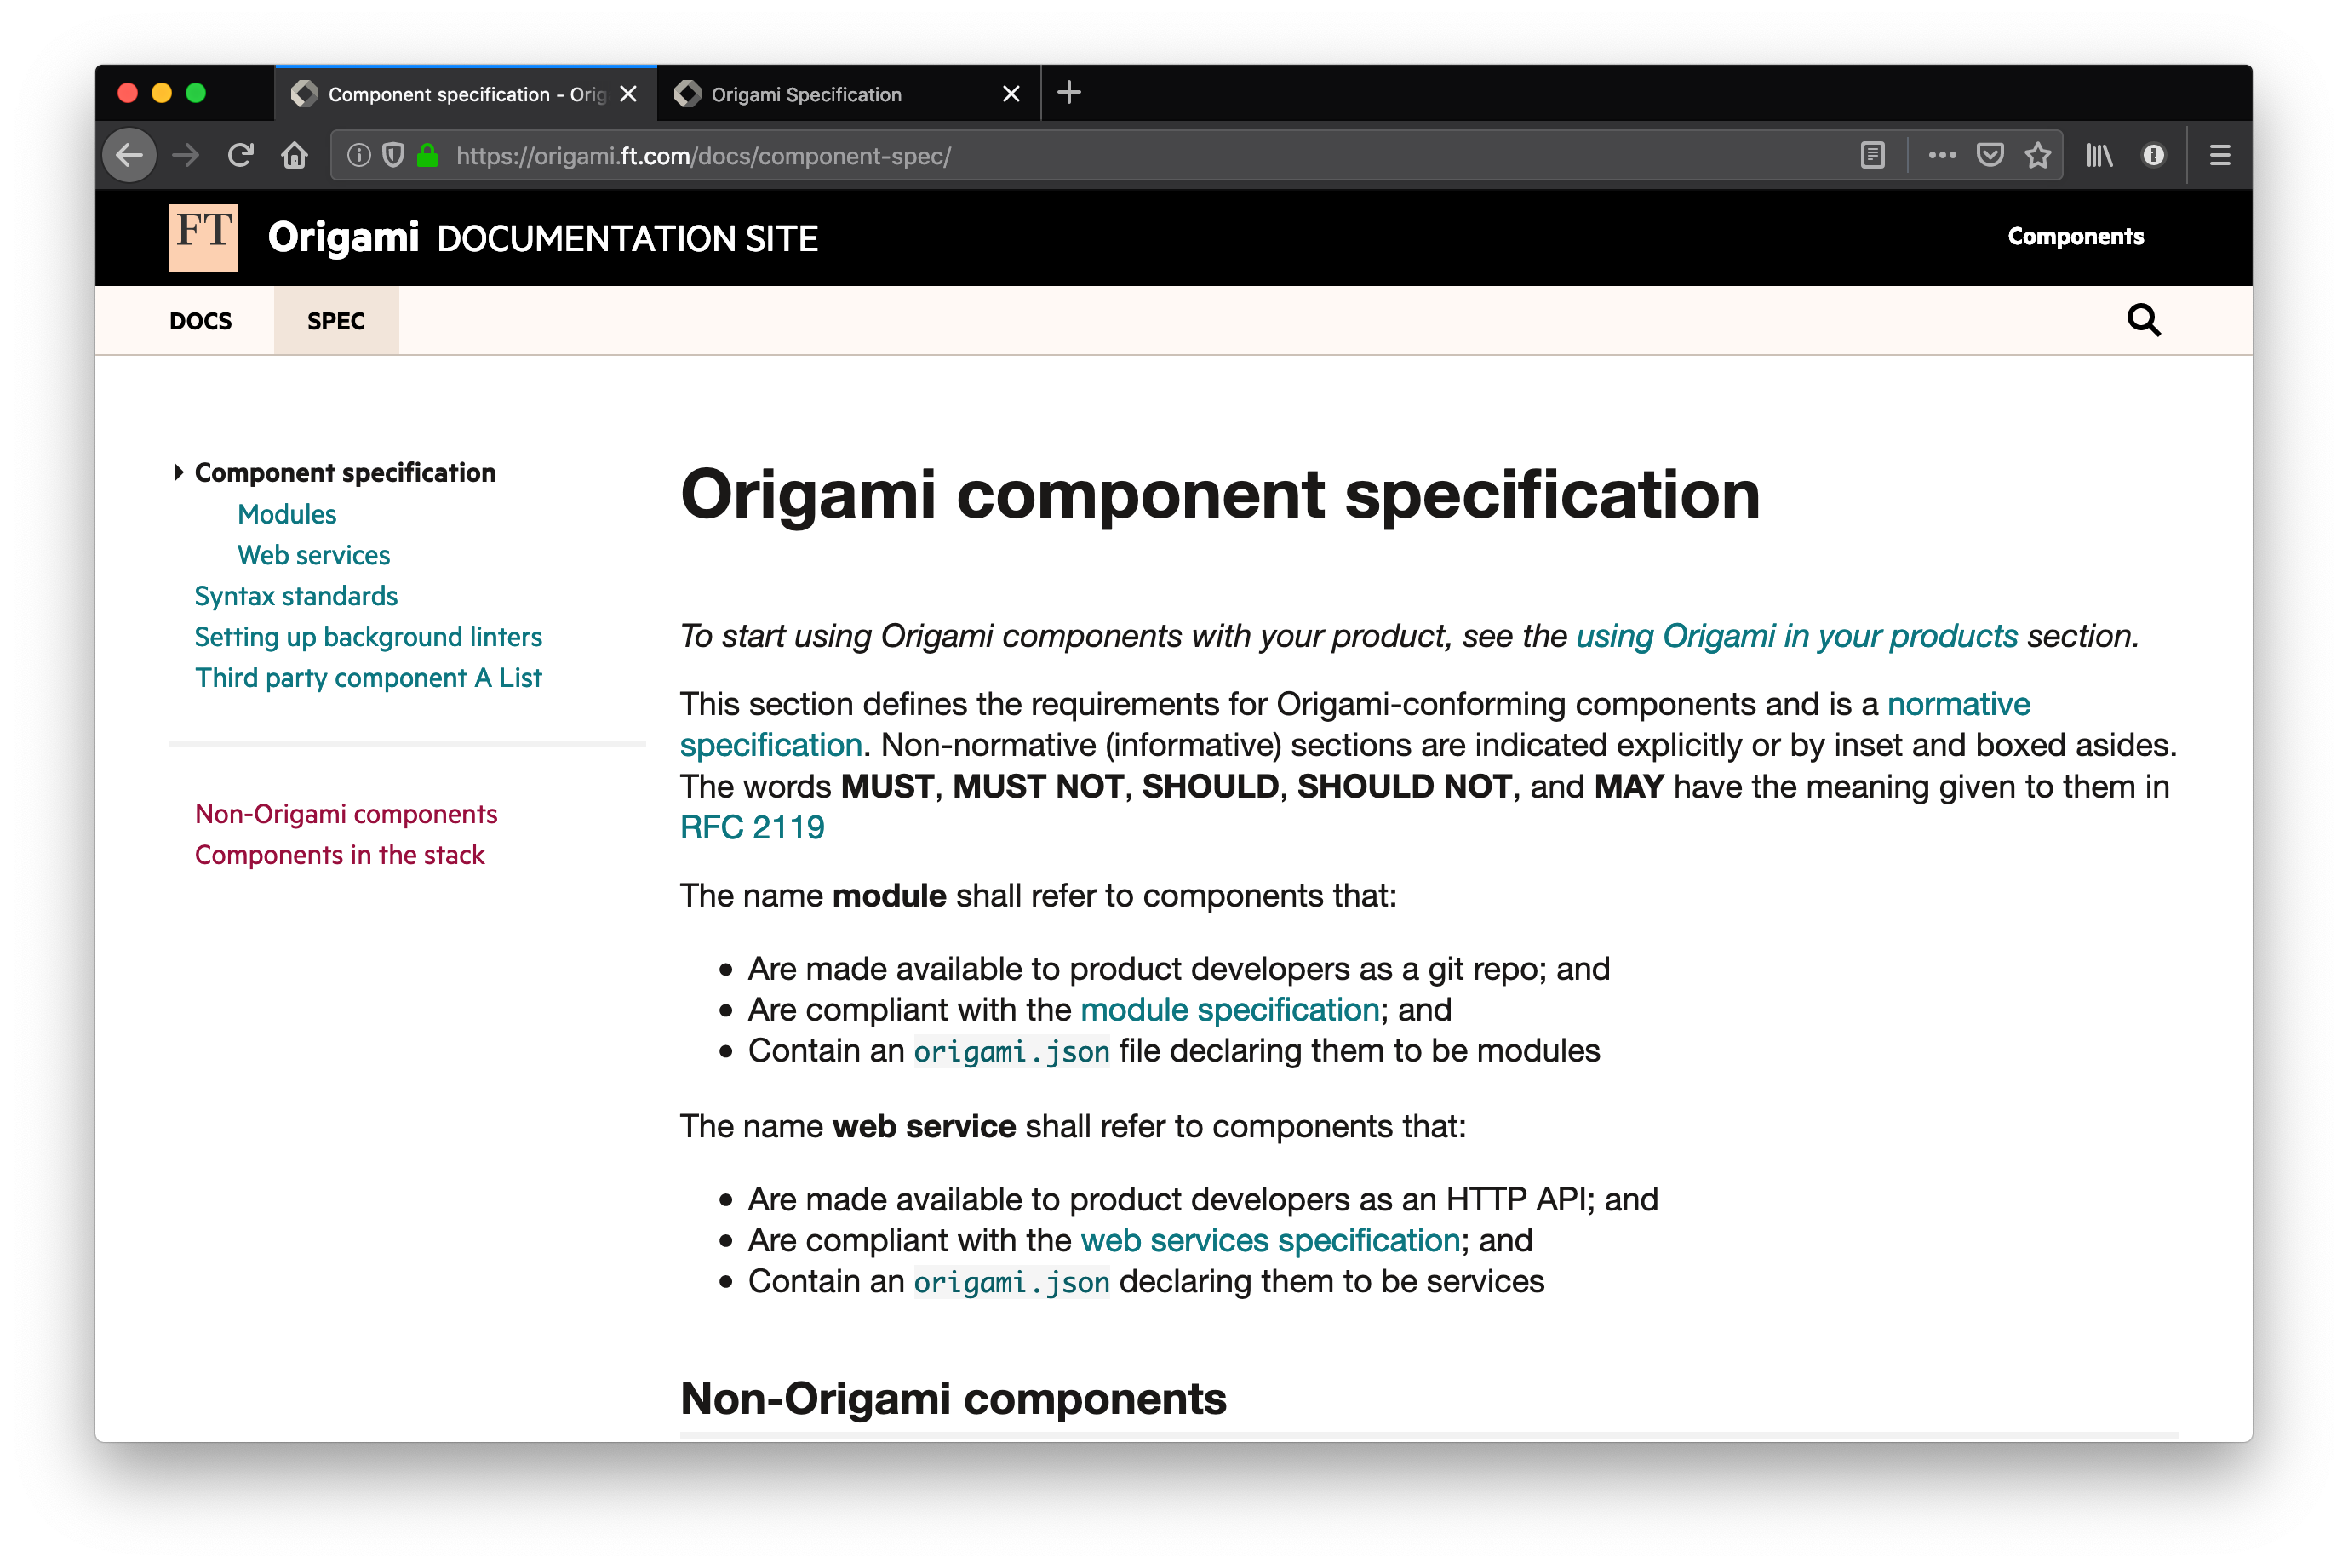 Component specification - Orig
Origami Specification
https://origami.ft.com/docs/component-spec/
FT
Origami DOCUMENTATION SITE
Components
DOCS
SPEC
Component specification
Modules
Web services
Syntax standards
Setting up background linters
Third party component A List
Non-Origami components
Components in the stack
Origami component specification
To start using Origami components with your product, see the using Origami in your products section.
This section defines the requirements for Origami-conforming components and is a normative
specification. Non-normative (informative) sections are indicated explicitly or by inset and boxed asides.
The words MUST, MUST NOT, SHOULD, SHOULD NOT, and MAY have the meaning given to them in
RFC 2119
The name module shall refer to components that:
• Are made available to product developers as a git repo; and
• Are compliant with the module specification; and
• Contain an origami.json file declaring them to be modules
The name web service shall refer to components that:
• Are made available to product developers as an HTTP API; and
• Are compliant with the web services specification; and
• Contain an origami.json declaring them to be services
Non-Origami components